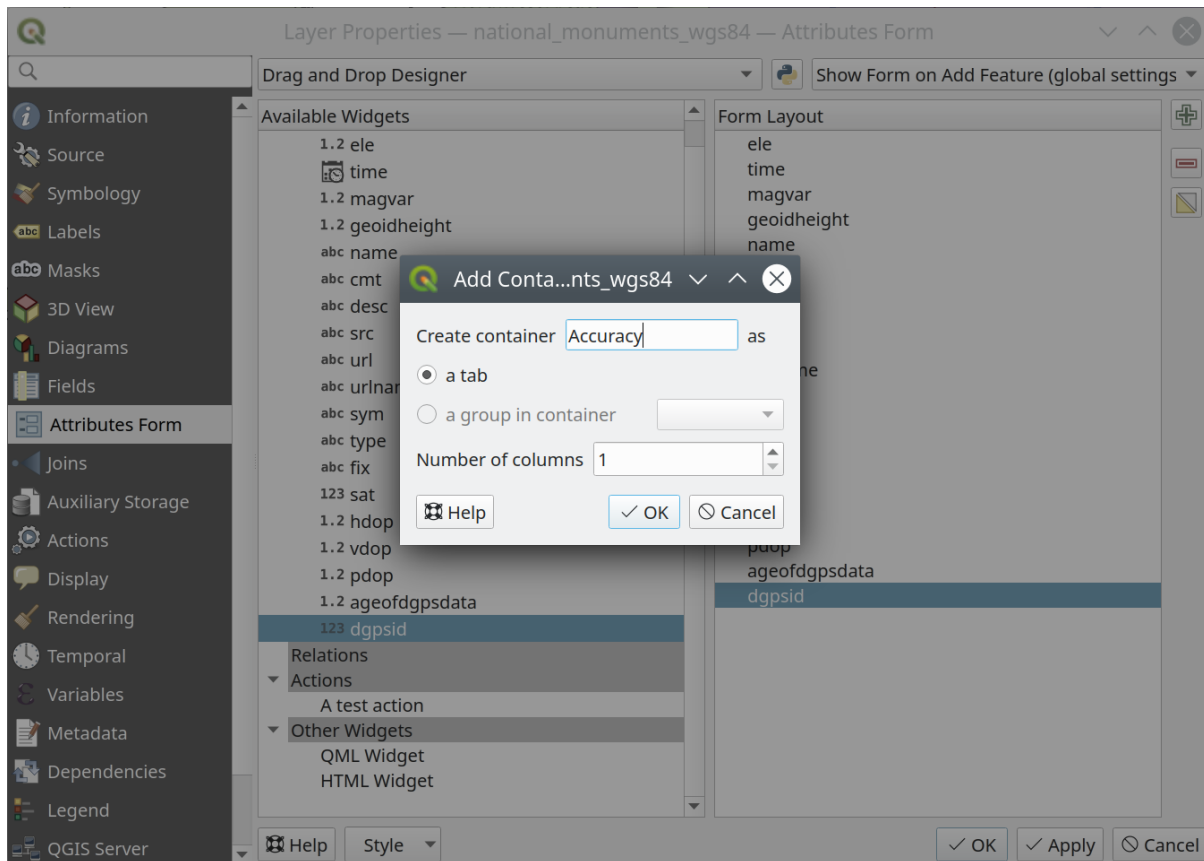 Layer Properties — national_monuments_wgs84 — Attributes Form
Drag and Drop Designer
Show Form on Add Feature (global settings
Information
Source
Symbology
abc Labels
abc Masks
3D View
Diagrams
Fields
Attributes Form
Joins
Auxiliary Storage
Actions
Display
Rendering
Temporal
Variables
Metadata
Dependencies
Legend
QGIS Server
Available Widgets
1.2 ele
time
1.2 magvar
1.2 geoidheight
abc name
abc cmt
abc desc
abc src
abc url
abc urlnar
abc sym
abc type
abc fix
123 sat
1.2 hdop
1.2 vdop
1.2 pdop
1.2 ageofdgpsdata
123 dgpsid
Relations
Actions
A test action
Other Widgets
QML Widget
HTML Widget
Form Layout
ele
time
magvar
geoidheight
name
pdop
ageofdgpsdata
dgpsid
Add Conta...nts_wgs84
Create container Accuracy as
a tab
a group in container
Number of columns 1
Help OK Cancel
Help Style OK Apply Cancel